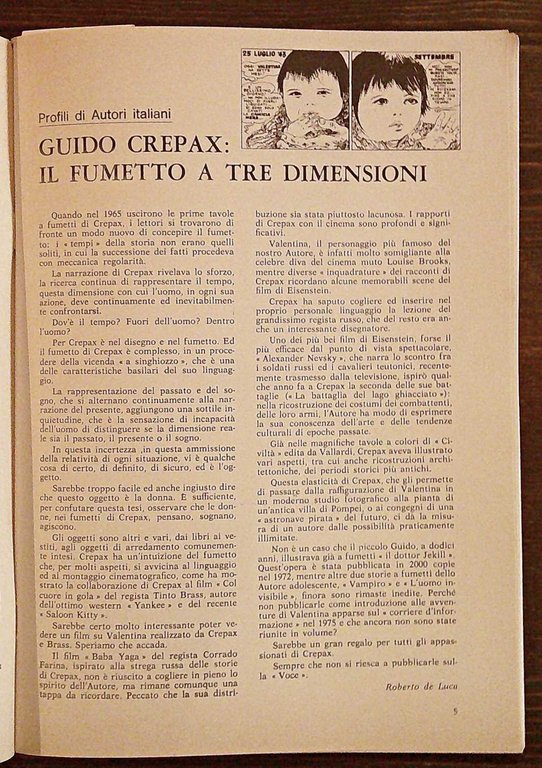 25 LUGLIO '43
SETTEMBRE
Profili di Autori italiani
GUIDO CREPAX:
IL FUMETTO A TRE DIMENSIONI
Quando nel 1965 uscirono le prime tavole
a fumetti di Crepax, i lettori si trovarono di
fronte un modo nuovo di concepire il fumet-
to: i « tempi » della storia non erano quelli
soliti, in cui la successione dei fatti procedeva
con meccanica regolarità.
La narrazione di Crepax rivelava lo sforzo,
la ricerca continua di rappresentare il tempo,
questa dimensione con cui l'uomo, in ogni sua
azione, deve continuamente ed inevitabilmen-
te confrontarsi.
Dov'è il tempo? Fuori dell'uomo? Dentro
l'uomo?
Per Crepax è nel disegno e nel fumetto. Ed
il fumetto di Crepax è complesso, in un proce-
dere della vicenda « a singhiozzo », che è una
delle caratteristiche basilari del suo linguag-
gio.
La rappresentazione del passato e del so-
gno, che si alternano continuamente alla nar-
razione del presente, aggiungono una sottile in-
quietudine, che è la sensazione di incapacità
dell'uomo di distinguere se la dimensione rea-
le sia il passato, il presente o il sogno.
In questa incertezza, in questa ammissione
della relatività di ogni situazione, vi è qualche
cosa di certo, di definito, di sicuro, ed è l'og-
getto.
Sarebbe troppo facile ed anche ingiusto dire
che questo oggetto è la donna. È sufficiente,
per confutare questa tesi, osservare che le don-
ne, nei fumetti di Crepax, pensano, sognano,
agiscono.
Gli oggetti sono altri e vari, dai libri ai ve-
stiti, agli oggetti di arredamento comunemen-
te intesi. Crepax ha un'intuizione del fumetto
che, per molti aspetti, si avvicina al linguaggio
ed al montaggio cinematografico, come ha mo-
strato la collaborazione di Crepax al film « Col
cuore in gola » del regista Tinto Brass, autore
dell'ottimo western « Yankee » e del recente
« Saloon Kitty ».
Sarebbe certo molto interessante poter ve-
dere un film su Valentina realizzato da Crepax
e Brass. Speriamo che accada.
Il film « Baba Yaga » del regista Corrado
Farina, ispirato alla strega russa delle storie
di Crepax, non è riuscito a cogliere in pieno lo
spirito dell'Autore, ma rimane comunque una
tappa da ricordare. Peccato che la sua distri-
buzione sia stata piuttosto lacunosa. I rapporti
di Crepax con il cinema sono profondi e signi-
ficativi.
Valentina, il personaggio più famoso del
nostro Autore, è infatti molto somigliante alla
celebre diva del cinema muto Louise Brooks,
mentre diverse « inquadrature » dei racconti di
Crepax ricordano alcune memorabili scene dei
film di Eisenstein.
Crepax ha saputo cogliere ed inserire nel
proprio personale linguaggio la lezione del
grandissimo regista russo, che del resto era an-
che un interessante disegnatore.
Uno dei più bei film di Eisenstein, forse il
più efficace dal punto di vista spettacolare,
« Alexander Nevsky », che narra lo scontro fra
i soldati russi ed i cavalieri teutonici, recente-
mente trasmesso dalla televisione, ispirò qual-
che anno fa a Crepax la seconda delle sue bat-
taglie (« La battaglia del lago ghiacciato »):
nella ricostruzione dei costumi dei combattenti,
delle loro armi, l'Autore ha modo di esprimere
la sua conoscenza dell'arte e delle tendenze
culturali di epoche passate.
Già nelle magnifiche tavole a colori di « Ci-
viltà » edita da Vallardi, Crepax aveva illustrato
vari aspetti, tra cui anche ricostruzioni archi-
tettoniche, dei periodi storici più antichi.
Questa elasticità di Crepax, che gli permette
di passare dalla raffigurazione di Valentina in
un moderno studio fotografico alla pianta di
un'antica villa di Pompei, o ai congegni di una
« astronave pirata » del futuro, ci dà la misu-
ra di un autore dalle possibilità praticamente
illimitate.
Non è un caso che il piccolo Guido, a dodici
anni, illustrava già a fumetti « il dottor Jekill ».
Quest'opera è stata pubblicata in 2000 copie
nel 1972, mentre altre due storie a fumetti dello
Autore adolescente, « Vampiro » e « L'uomo in-
visibile », finora sono rimaste inedite. Perché
non pubblicarle come introduzione alle avven-
ture di Valentina apparse sul « corriere d'infor-
mazione » nel 1975 e che ancora non sono state
riunite in volume?
Sarebbe un gran regalo per tutti gli appas-
sionati di Crepax.
Sempre che non si riesca a pubblicarle sul-
la « Voce ».
Roberto de Luca
5